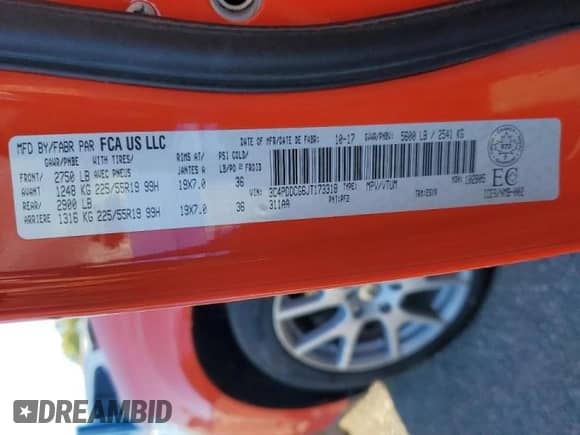 MFD BY/FABR PAR FCA US LLC
DATE OF MFR/DATE DE FABR: 10-17 GVWR/PNBV: 5600 LB / 2541 KG
GAWR/PNBE WITH TIRES/ RIMS AT/ PSI COLD/
FRONT/ 2750 LB AVEC PNEUS JANTES A LB/PO = FROID
AVANT 1248 KG 225/55R19 99H 19X7.0 36
REAR/ 2900 LB
ARRIERE 1316 KG 225/55R19 99H 19X7.0 36
VIN: 3C4PDDCG6JT173318 TYPE: MPV/VTUM
311AA PNT:PF2
EC
DREAMBID